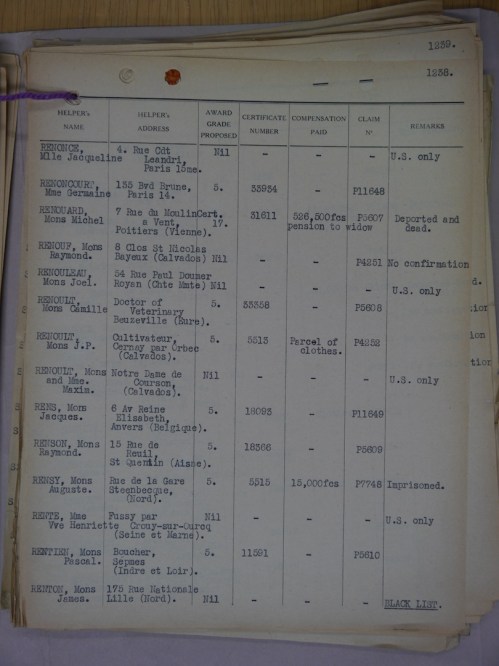 1239.
1238.
HELPER'S NAME HELPER'S ADDRESS AWARD GRADE PROPOSED CERTIFICATE NUMBER COMPENSATION PAID CLAIM Nº REMARKS
RENONCE, 4. Rue Cdt Nil - - - U.S. only
Mlle Jacqueline Leandri,
Paris 15me.
RENONCOURT, 135 Bvd Brune, 5. 33934 - P11648
Mme Germaine Paris 14.
RENOUARD, 7 Rue du Moulin Cert. 31611 526,500fcs P5607 Deported and
Mons Michel a Vent, 17. pension to widow dead.
Poitiers (Vienne).
RENOUF, Mons 8 Clos St Nicolas
Raymond. Bayeux (Calvados) Nil - - P4251 No confirmation
RENOULEAU, 54 Rue Paul Doumer
Mons Joel. Royan (Chte Mmte) Nil - - - U.S. only
RENOULT, Doctor of 5. 33358 - P5608
Mons Camille Veterinary
Beuzeville (Eure).
RENOULT, Cultivateur, 5. 5513 Parcel of P4252
Mons J.P. Cernay par Orbec clothes.
(Calvados).
RENOULT, Mons Notre Dame de Nil - - - U.S. only
and Mme. Courson,
Maxim. (Calvados).
RENS, Mons 6 Av Reine 5. 18093 - P11649
Jacques. Elisabeth,
Anvers (Belgique).
RENSON, Mons 15 Rue de 5. 18366 - P5609
Raymond. Reuil,
St Quentin (Aisne).
RENSY, Mons Rue de la Gare 5. 5515 15,000fcs P7748 Imprisoned.
Auguste. Steenbecque,
(Nord).
RENTE, Mme Fussy par Nil - - - U.S. only
Vve Henriette Crouy-sur-Ourcq
(Seine et Marne).
RENTIEN, Mons Boucher, 5. 11591 - P5610
Pascal. Sepmes
(Indre et Loir).
RENTON, Mons 175 Rue Nationale
James. Lille (Nord). Nil - - - BLACK LIST.
d.
ion
ion
tion